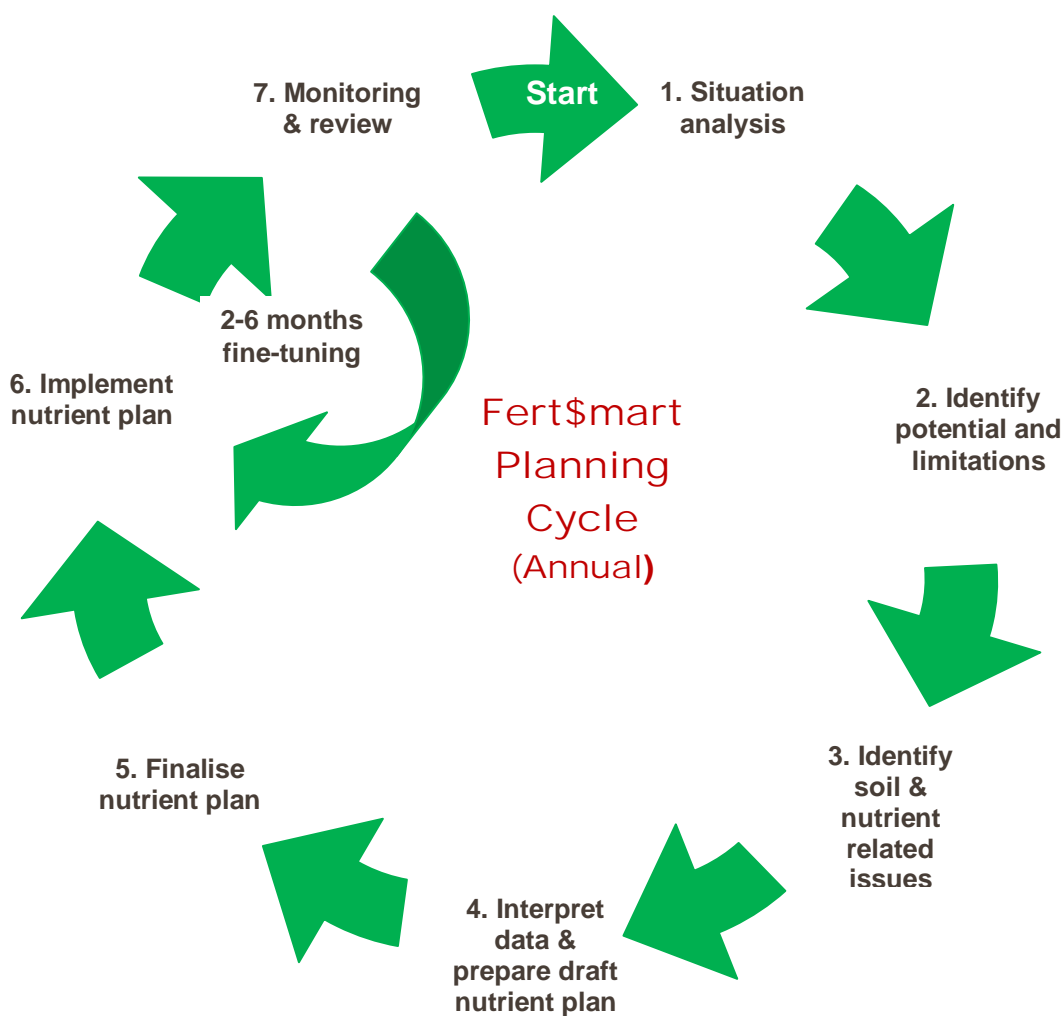 Start
1. Situation
analysis
2. Identify
potential and
limitations
3. Identify
soil &
nutrient
related
issues
4. Interpret
data &
prepare draft
nutrient plan
5. Finalise
nutrient plan
6. Implement
nutrient plan
7. Monitoring
& review
2-6 months
fine-tuning
Fert$mart
Planning
Cycle
(Annual)